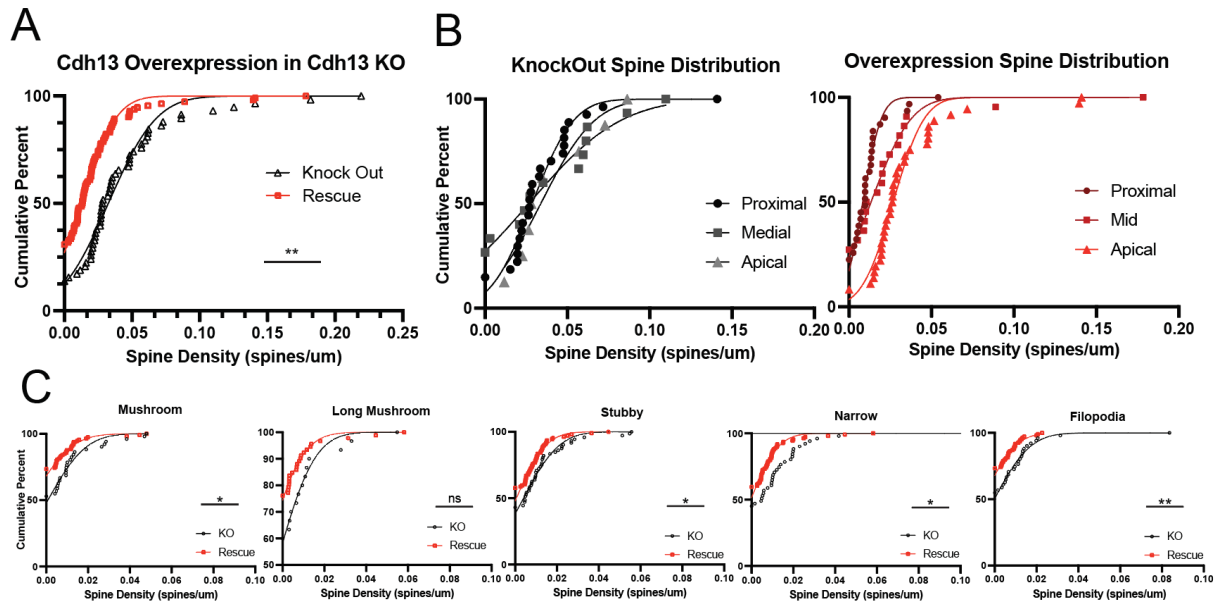 A
Cdh13 Overexpression in Cdh13 KO
100
50
0
Cumulative Percent
Knock Out
Rescue
**
0.00 0.05 0.10 0.15 0.20 0.25
Spine Density (spines/um)
B
KnockOut Spine Distribution
100
50
0
Cumulative Percent
Proximal
Medial
Apical
0.00 0.05 0.10 0.15 0.20
Spine Density (spines/um)
Overexpression Spine Distribution
100
50
0
Proximal
Mid
Apical
0.00 0.05 0.10 0.15 0.20
Spine Density (spines/um)
C
Mushroom
100
50
0
Cumulative Percent
*
KO
Rescue
0.00 0.02 0.04 0.06 0.08 0.10
Spine Density (spines/um)
Long Mushroom
100
90
80
70
60
50
ns
KO
Rescue
0.00 0.02 0.04 0.06 0.08 0.10
Spine Density (spines/um)
Stubby
100
50
0
*
KO
Rescue
0.00 0.02 0.04 0.06 0.08 0.10
Spine Density (spines/um)
Narrow
100
50
0
*
KO
Rescue
0.00 0.02 0.04 0.06 0.08 0.10
Spine Density (spines/um)
Filopodia
100
50
0
**
KO
Rescue
0.00 0.02 0.04 0.06 0.08 0.10
Spine Density (spines/um)